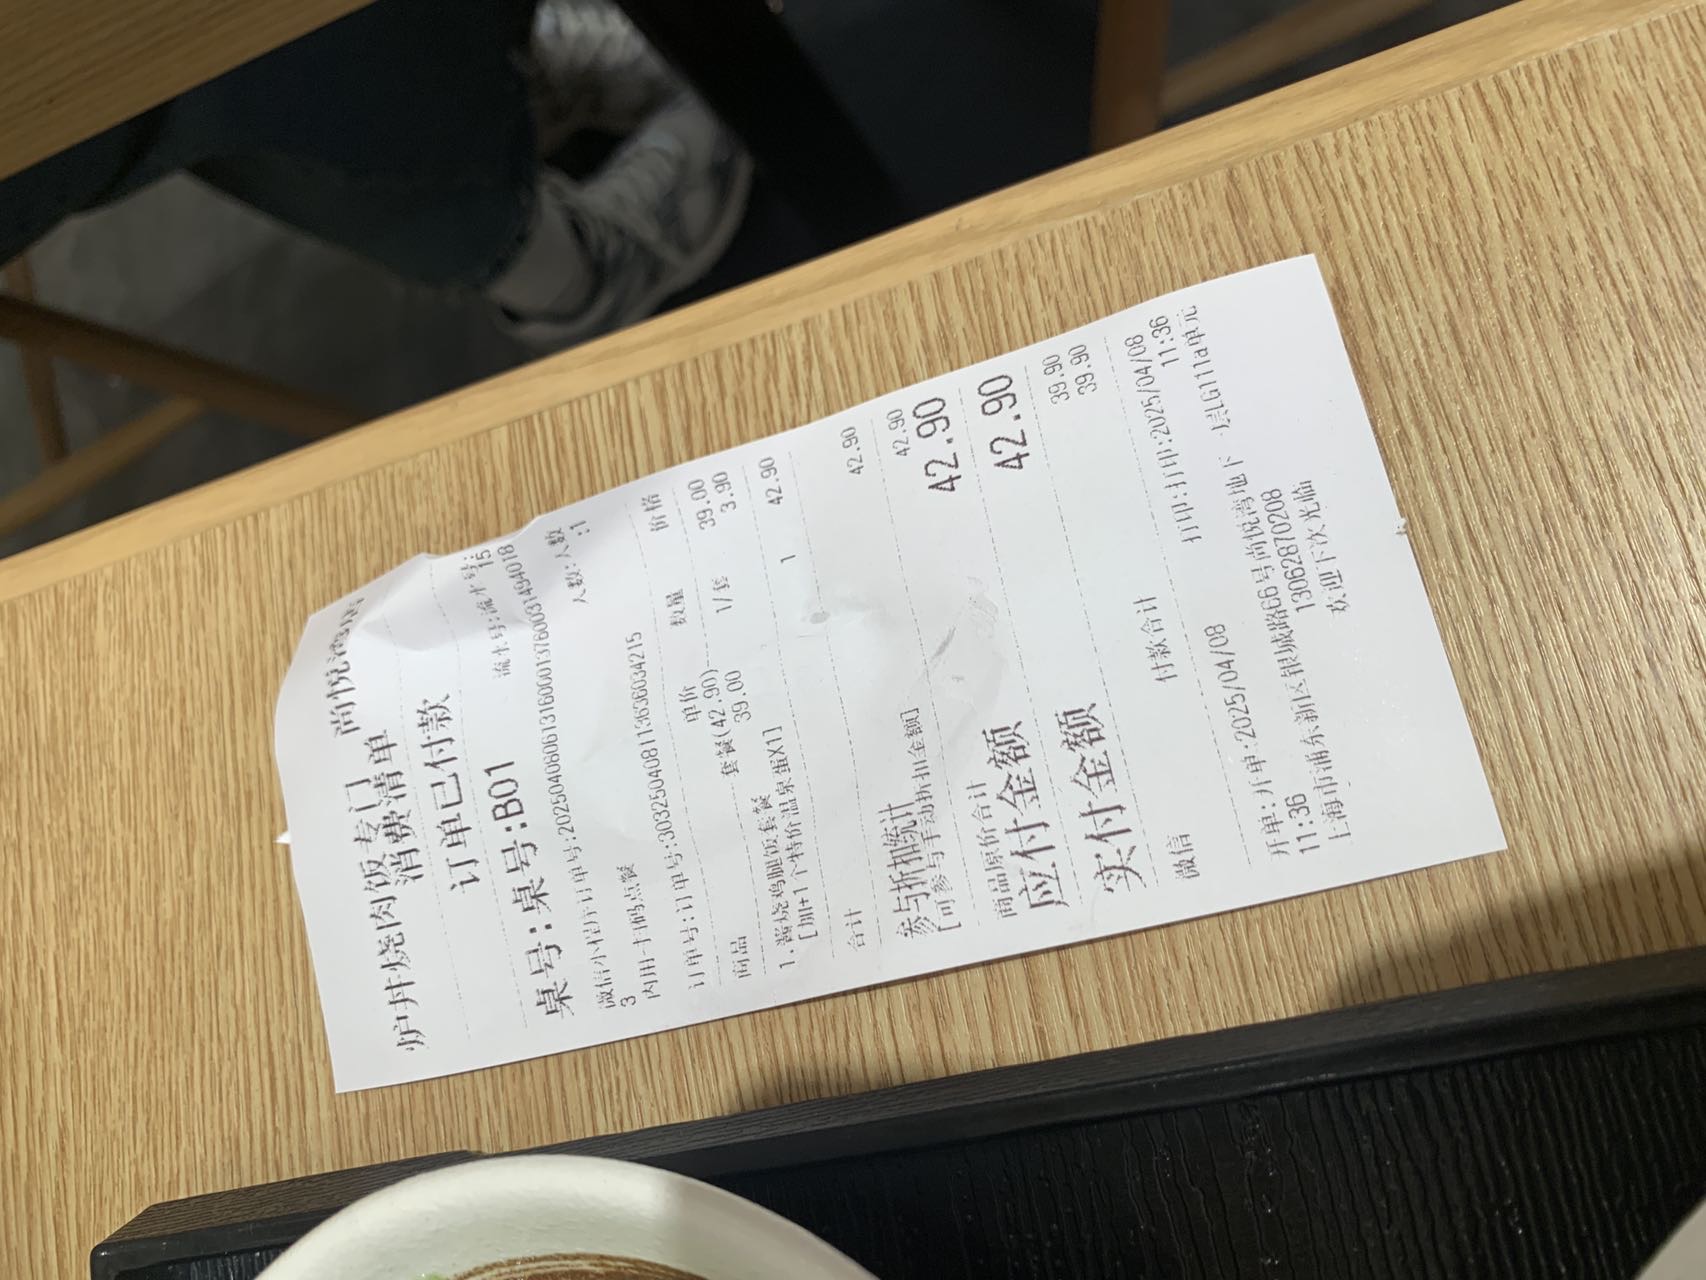 炉丼烧肉饭专门 尚悦湾店
消费清单
订单已付款
桌号:桌号:B01 流水号:流水号:15
微信小程序订单号:2025040806131600013760031494018
3
内用-扫码点餐 人数:人数:1
订单号:订单号:3032504081136360342​15
商品 单价 数量 价格
套餐(42.90)
1.酱烧鸡腿饭套餐 39.00 1/套 39.00
[加+1个特价温泉蛋X1] 3.90
合计 1 42.90
参与折扣统计 42.90
[可参与手动折扣金额]
商品原价合计 42.90
应付金额 42.90
实付金额 42.90
微信 39.90
付款合计 39.90
开单:开单:2025/04/08 11:36 打印:打印:2025/04/08 11:36
上海市浦东新区银城路66号尚悦湾地下一层G111a单元
13062870208
欢迎下次光临